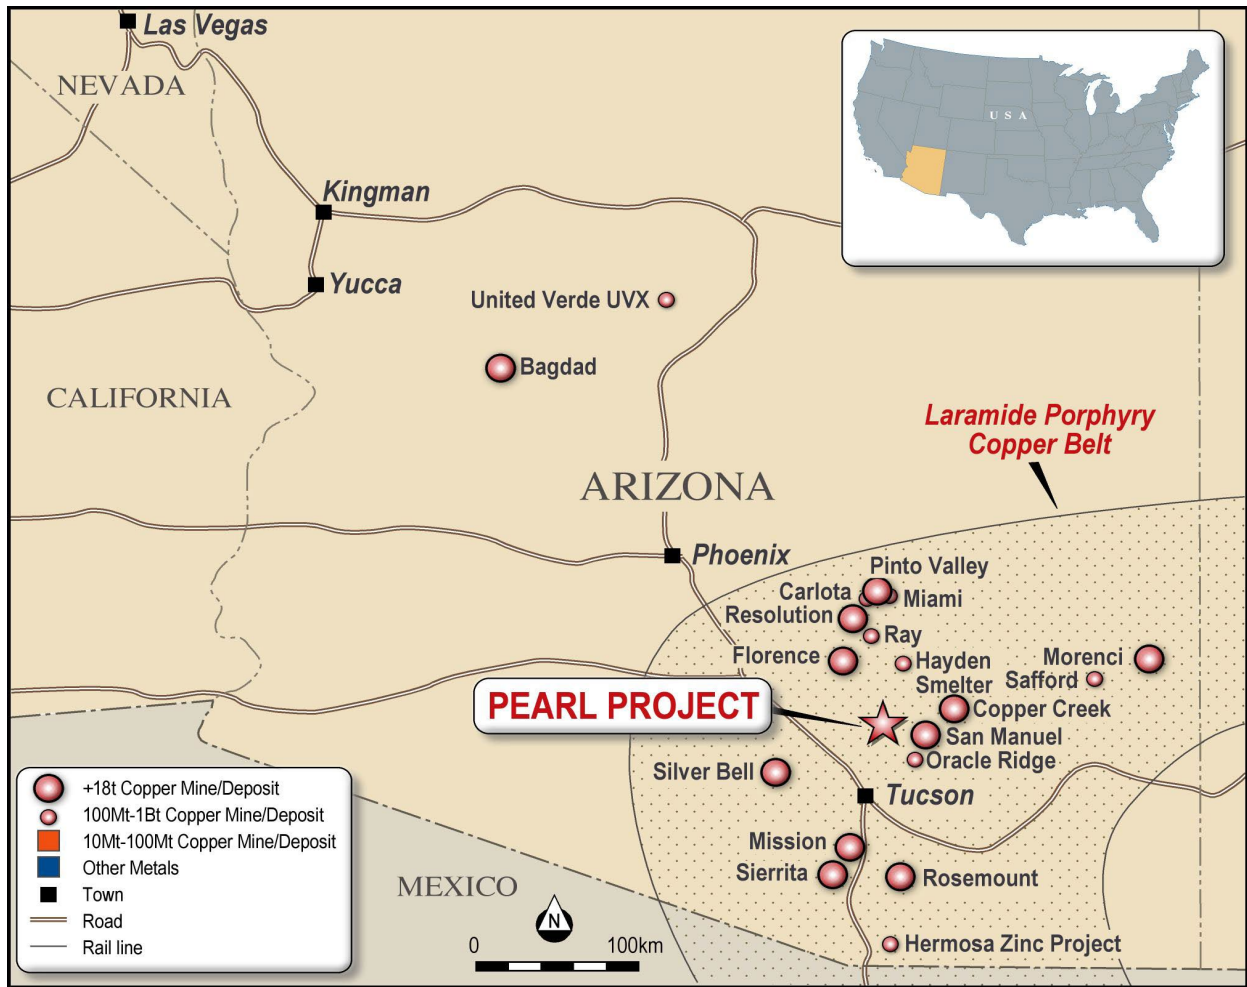 Las Vegas
NEVADA
USA
Kingman
Yucca
United Verde UVX
Bagdad
CALIFORNIA
Laramide Porphyry
Copper Belt
ARIZONA
Phoenix
Pinto Valley
Carlota
Miami
Resolution
Ray
Florence
Hayden
Smelter
Morenci
Safford
PEARL PROJECT
Copper Creek
San Manuel
Oracle Ridge
Silver Bell
Tucson
Mission
Sierrita
Rosemount
MEXICO
N
0 100km
Hermosa Zinc Project
+18t Copper Mine/Deposit
100Mt-1Bt Copper Mine/Deposit
10Mt-100Mt Copper Mine/Deposit
Other Metals
Town
Road
Rail line